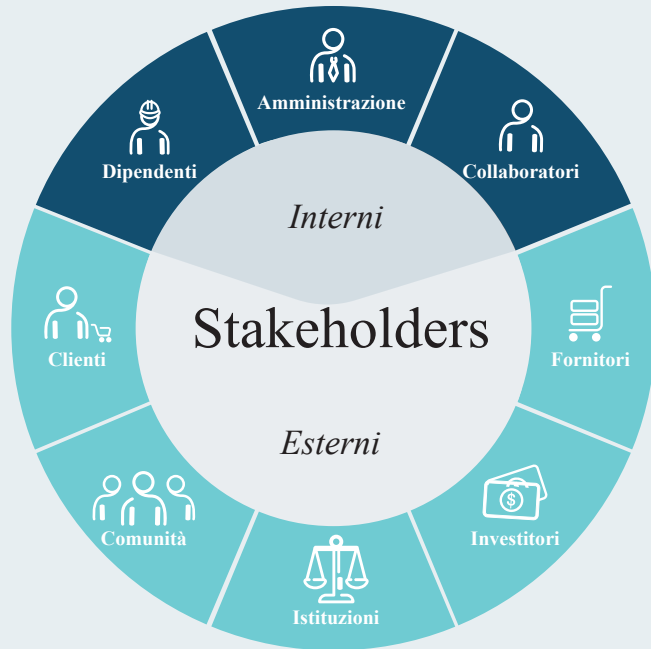 Amministrazione
Dipendenti
Collaboratori
Interni
Stakeholders
Clienti
Fornitori
Esterni
Comunità
Investitori
Istituzioni
$